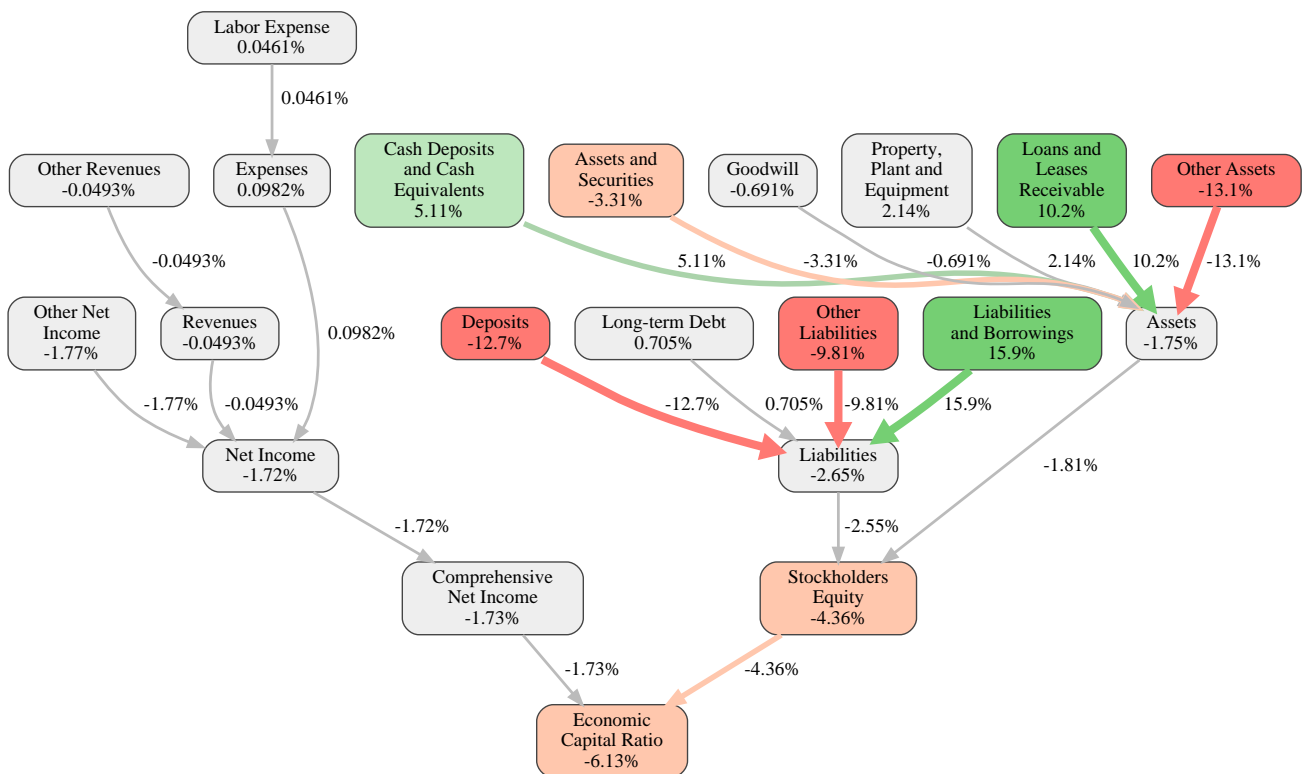 Labor Expense
0.0461%
0.0461%
Other Revenues
-0.0493%
Expenses
0.0982%
Cash Deposits
and Cash
Equivalents
5.11%
Assets and
Securities
-3.31%
Goodwill
-0.691%
Property,
Plant and
Equipment
2.14%
Loans and
Leases
Receivable
10.2%
Other Assets
-13.1%
-0.0493%
5.11%
-3.31%
-0.691%
2.14%
10.2%
-13.1%
Other Net
Income
-1.77%
Revenues
-0.0493%
0.0982%
Deposits
-12.7%
Long-term Debt
0.705%
Other
Liabilities
-9.81%
Liabilities
and Borrowings
15.9%
Assets
-1.75%
-1.77%
-0.0493%
-12.7%
0.705%
-9.81%
15.9%
Net Income
-1.72%
Liabilities
-2.65%
-1.81%
-1.72%
-2.55%
Comprehensive
Net Income
-1.73%
Stockholders
Equity
-4.36%
-1.73%
-4.36%
Economic
Capital Ratio
-6.13%